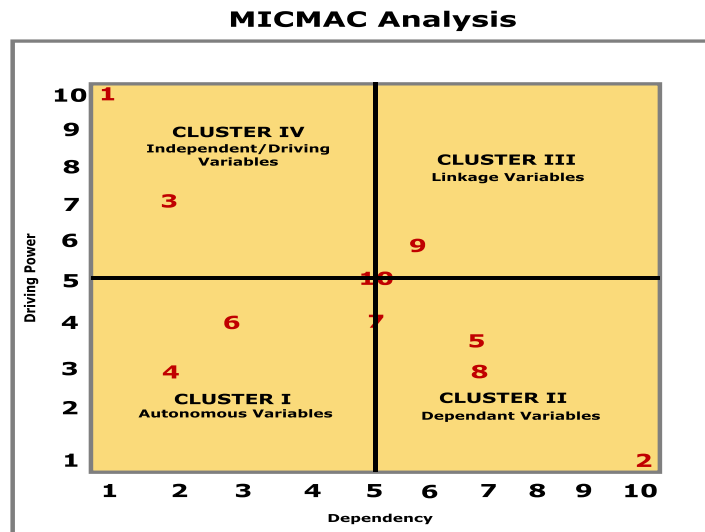 MICMAC Analysis
10 1
9
CLUSTER IV
Independent/Driving
Variables
CLUSTER III
Linkage Variables
8
7 3
6 9
5 10
Driving Power
4 6 7
5
3 4 8
CLUSTER I
Autonomous Variables
CLUSTER II
Dependant Variables
2
1 2
1 2 3 4 5 6 7 8 9 10
Dependency